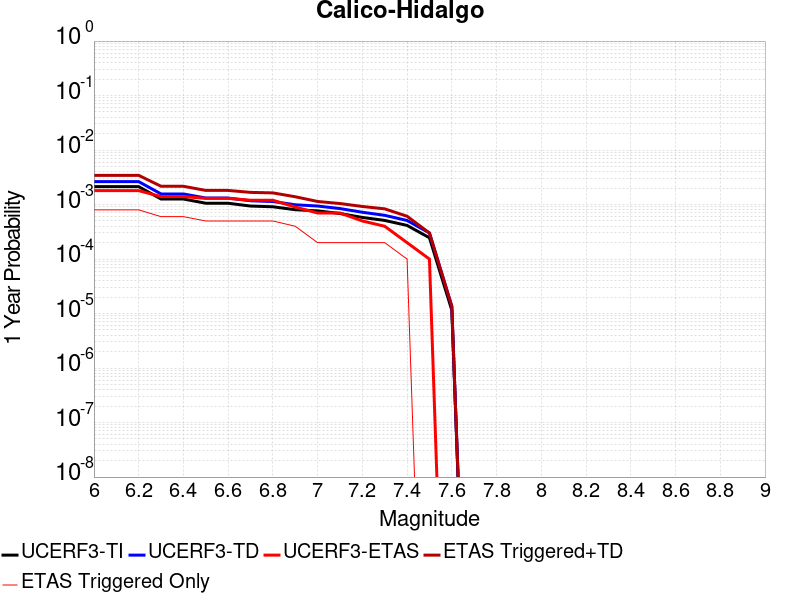 Calico-Hidalgo
10^0
10^-1
10^-2
10^-3
10^-4
10^-5
10^-6
10^-7
10^-8
1 Year Probability
6 6.2 6.4 6.6 6.8 7 7.2 7.4 7.6 7.8 8 8.2 8.4 8.6 8.8 9
Magnitude
UCERF3-TI UCERF3-TD UCERF3-ETAS ETAS Triggered+TD
ETAS Triggered Only